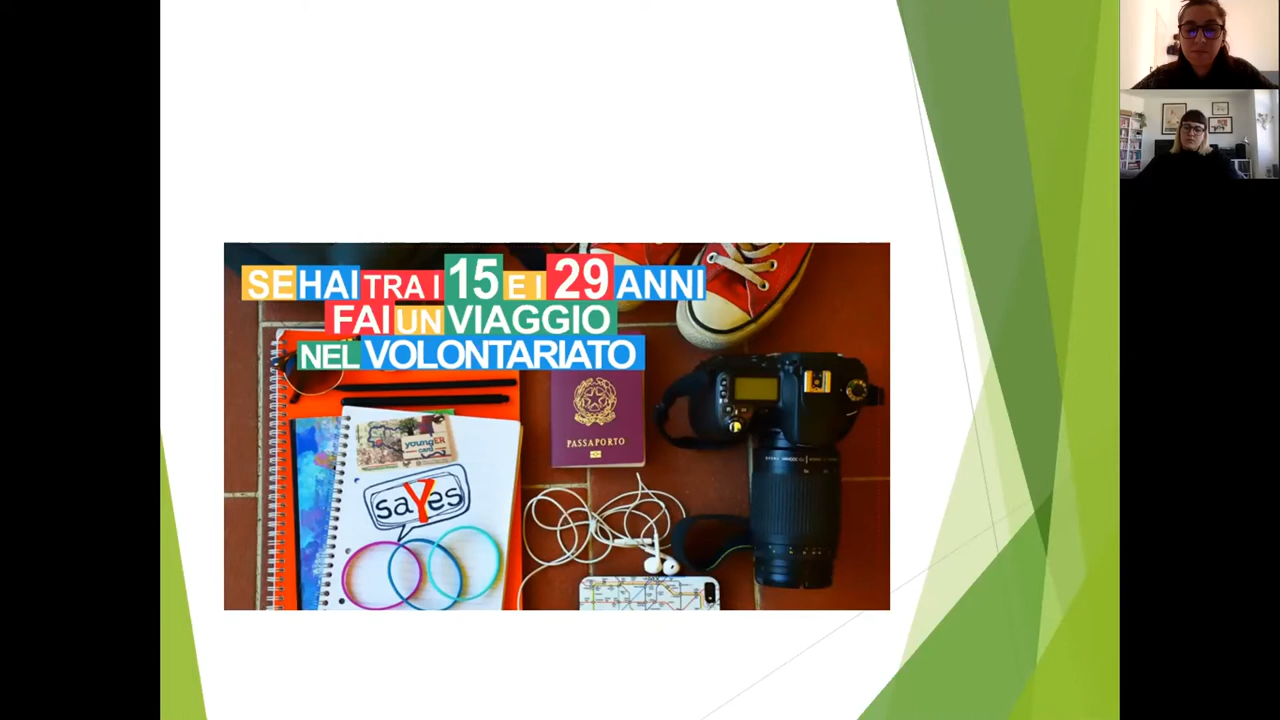 SE HAI TRA I 15 E I 29 ANNI
FAI UN VIAGGIO
NEL VOLONTARIATO
youngER
card
saYes
PASSAPORTO